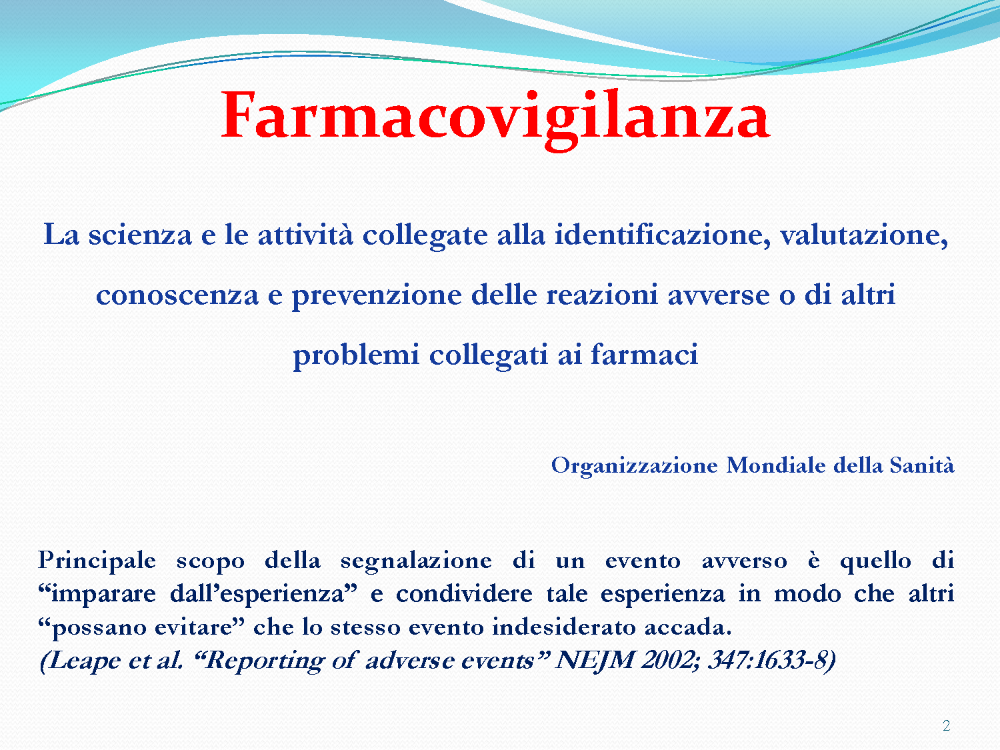 Farmacovigilanza
La scienza e le attività collegate alla identificazione, valutazione,
conoscenza e prevenzione delle reazioni avverse o di altri
problemi collegati ai farmaci
Organizzazione Mondiale della Sanità
Principale scopo della segnalazione di un evento avverso è quello di
“imparare dall’esperienza” e condividere tale esperienza in modo che altri
“possano evitare” che lo stesso evento indesiderato accada.
(Leape et al. “Reporting of adverse events” NEJM 2002; 347:1633-8)
2